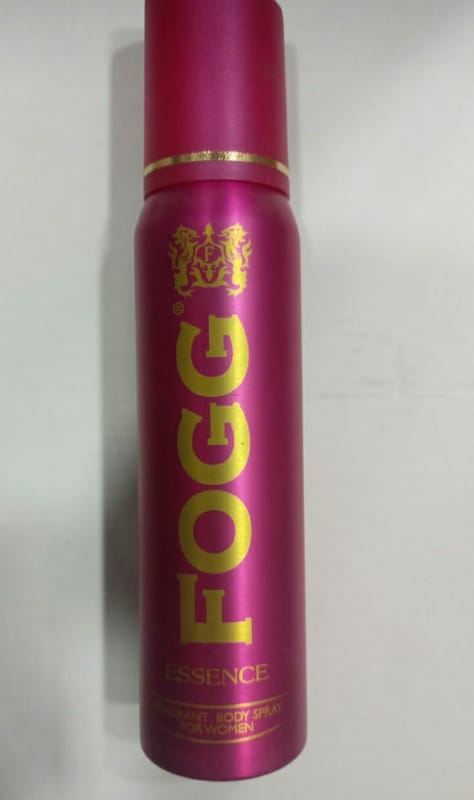 F
FOGG®
ESSENCE
FRAGRANT BODY SPRAY
FOR WOMEN